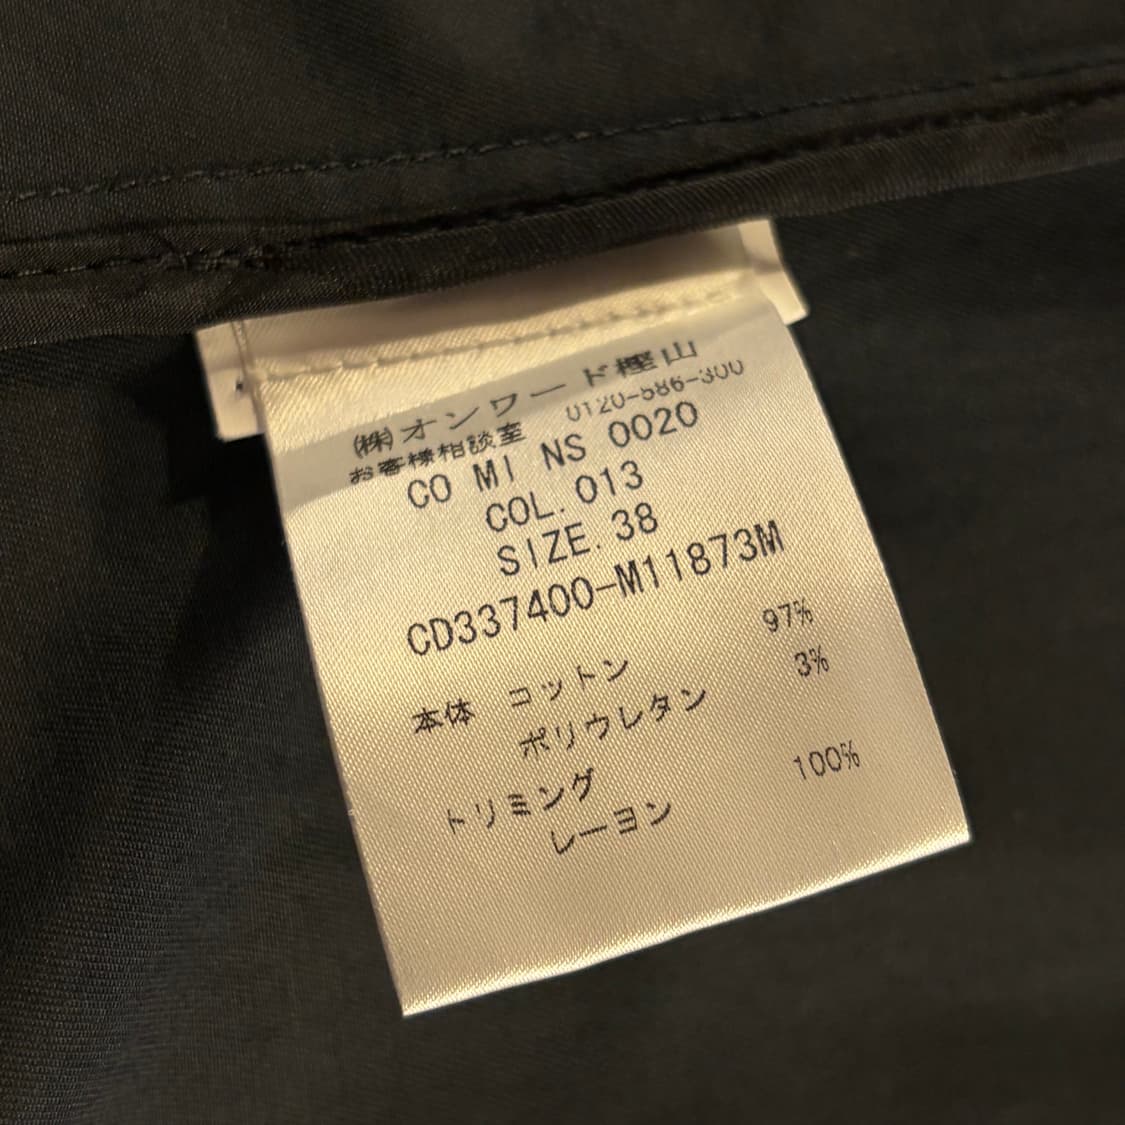 ㈱オンワード樫山
お客様相談室 0120-586-300
CO MI NS 0020
COL. 013
SIZE. 38
CD337400-M11873M
本体 コットン 97%
ポリウレタン 3%
トリミング
レーヨン 100%